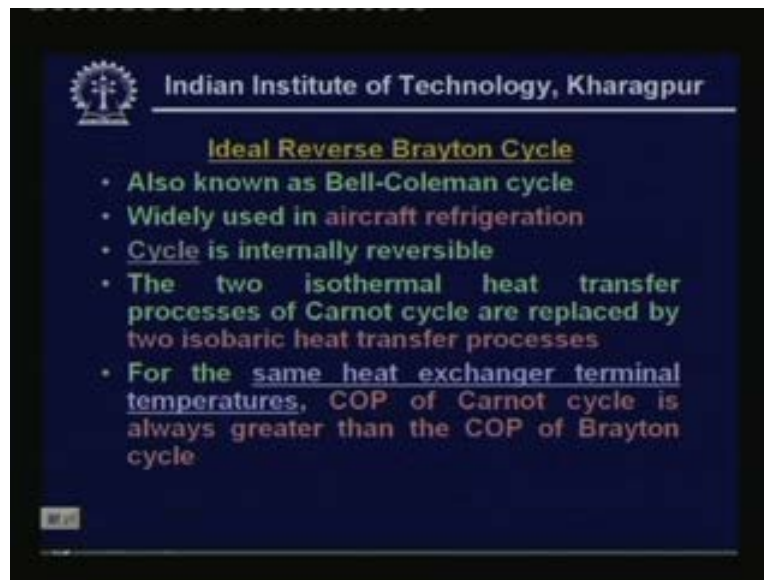 Indian Institute of Technology, Kharagpur
Ideal Reverse Brayton Cycle
• Also known as Bell-Coleman cycle
• Widely used in aircraft refrigeration
• Cycle is internally reversible
• The two isothermal heat transfer
processes of Carnot cycle are replaced by
two isobaric heat transfer processes
• For the same heat exchanger terminal
temperatures, COP of Carnot cycle is
always greater than the COP of Brayton
cycle